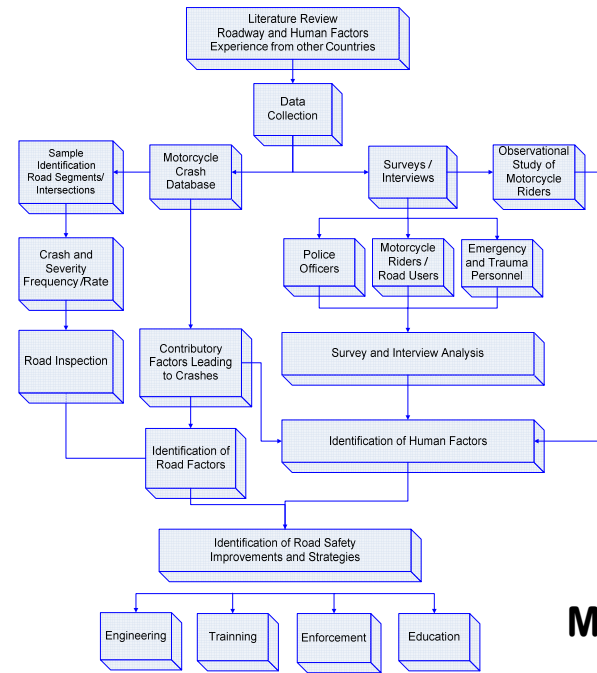 Literature Review
Roadway and Human Factors
Experience from other Countries
Data
Collection
Sample
Identification
Road Segments/
Intersections
Motorcycle
Crash
Database
Surveys /
Interviews
Observational
Study of
Motorcycle
Riders
Crash and
Severity
Frequency/Rate
Police
Officers
Motorcycle
Riders /
Road Users
Emergency
and Trauma
Personnel
Road Inspection
Contributory
Factors Leading
to Crashes
Survey and Interview Analysis
Identification of
Road Factors
Identification of Human Factors
Identification of Road Safety
Improvements and Strategies
Engineering
Trainning
Enforcement
Education
M